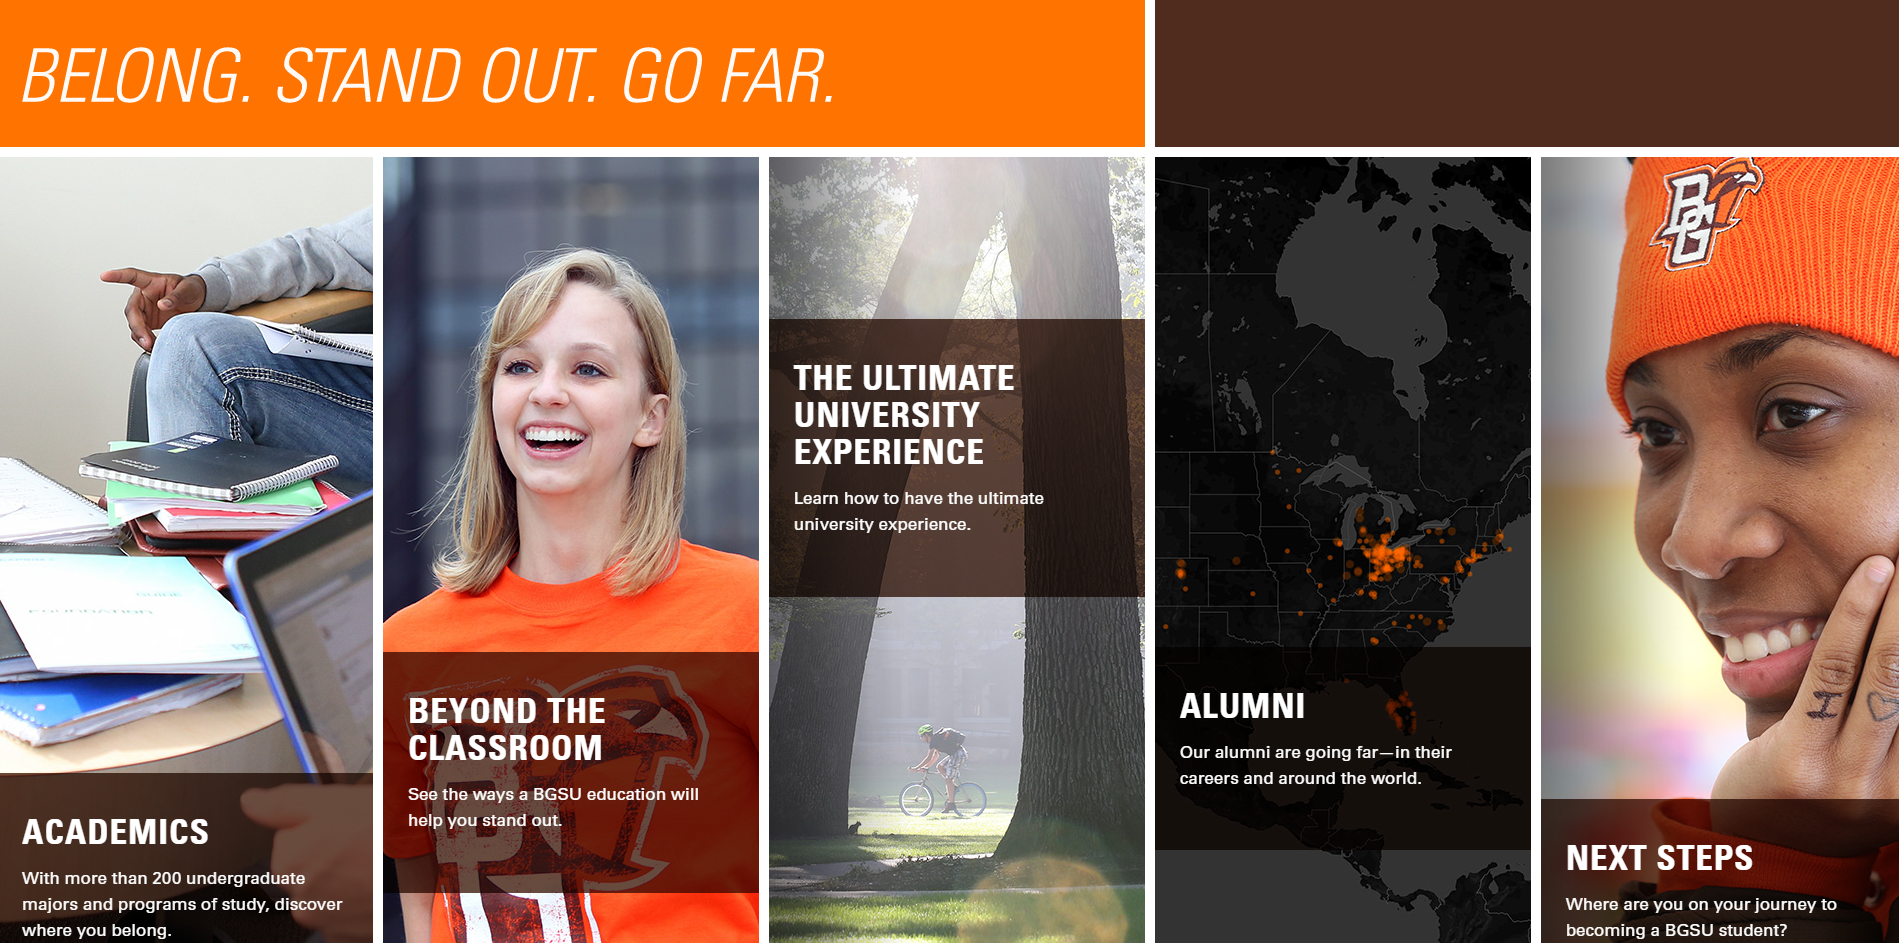 BELONG. STAND OUT. GO FAR.
ACADEMICS
With more than 200 undergraduate
majors and programs of study, discover
where you belong.
BEYOND THE
CLASSROOM
See the ways a BGSU education will
help you stand out.
THE ULTIMATE
UNIVERSITY
EXPERIENCE
Learn how to have the ultimate
university experience.
ALUMNI
Our alumni are going far—in their
careers and around the world.
BG
I
NEXT STEPS
Where are you on your journey to
becoming a BGSU student?